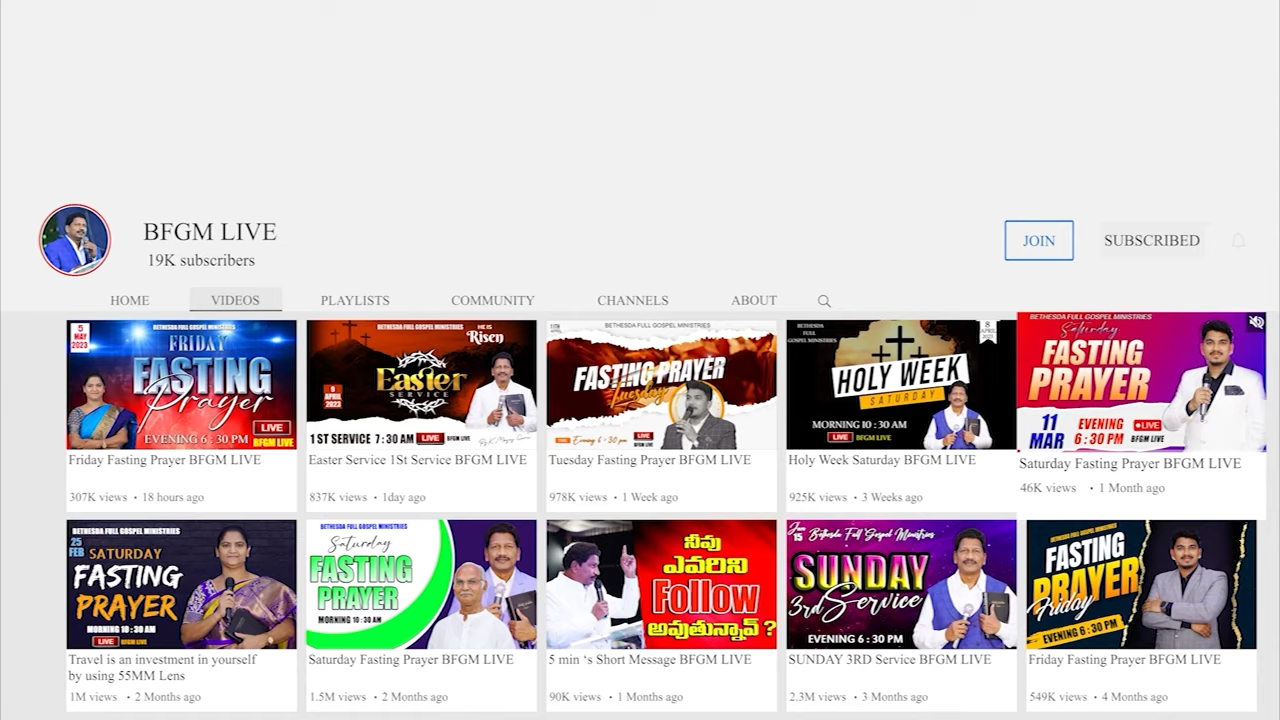 BFGM LIVE
19K subscribers
JOIN
SUBSCRIBED
HOME
VIDEOS
PLAYLISTS
COMMUNITY
CHANNELS
ABOUT
5
MAY
2023
BETHESDA FULL GOSPEL MINISTRIES
FRIDAY
FASTING
Prayer
EVENING 6 : 30 PM
LIVE
BFGM LIVE
Friday Fasting Prayer BFGM LIVE
307K views • 18 hours ago
BETHESDA FULL GOSPEL MINISTRIES
HE IS
Risen
Easter
SERVICE
9
APRIL
2023
1ST SERVICE 7 : 30 AM
LIVE
BFGM LIVE
Easter Service 1St Service BFGM LIVE
837K views • 1day ago
BETHESDA FULL GOSPEL MINISTRIES
FASTING PRAYER
Tuesday
Evening 6 : 30 pm
LIVE
BFGM LIVE
Tuesday Fasting Prayer BFGM LIVE
978K views • 1 Week ago
BETHESDA
FULL
GOSPEL MINISTRIES
8
APRIL
2023
HOLY WEEK
SATURDAY
MORNING 10 : 30 AM
LIVE
BFGM LIVE
Holy Week Saturday BFGM LIVE
925K views • 3 Weeks ago
BETHESDA FULL GOSPEL MINISTRIES
Saturday
FASTING
PRAYER
11
MAR
EVENING
6 : 30 PM
LIVE
BFGM LIVE
Saturday Fasting Prayer BFGM LIVE
46K views • 1 Month ago
BETHESDA FULL GOSPEL MINISTRIES
25
FEB
SATURDAY
FASTING
PRAYER
MORNING 10 : 30 AM
LIVE
BFGM LIVE
Travel is an investment in yourself
by using 55MM Lens
1M views • 2 Months ago
BETHESDA FULL GOSPEL MINISTRIES
Saturday
FASTING
PRAYER
MORNING 10 : 30 AM
Saturday Fasting Prayer BFGM LIVE
1.5M views • 2 Months ago
నీవు
ఎవరిని
Follow
అవుతున్నావ్ ?
5 min ‘s Short Message BFGM LIVE
90K views • 1 Months ago
Jan
15
Bethesda Full Gospel Ministries
SUNDAY
3rd Service
EVENING 6 : 30 PM
SUNDAY 3RD Service BFGM LIVE
2.3M views • 3 Months ago
BETHESDA FULL GOSPEL MINISTRIES
FASTING
PRAYER
Friday
EVENING 6 : 30 PM
Friday Fasting Prayer BFGM LIVE
549K views • 4 Months ago